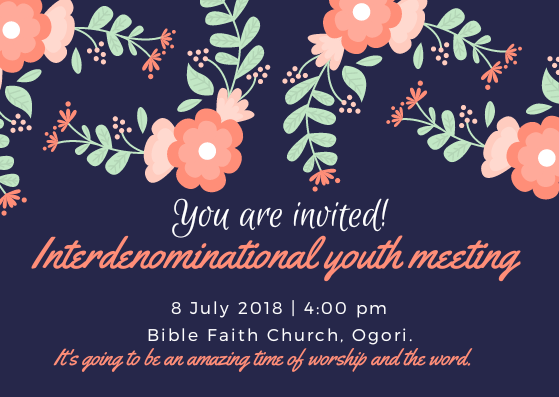 You are invited!
Interdenominational youth meeting
8 July 2018 | 4:00 pm
Bible Faith Church, Ogori.
It's going to be an amazing time of worship and the word.